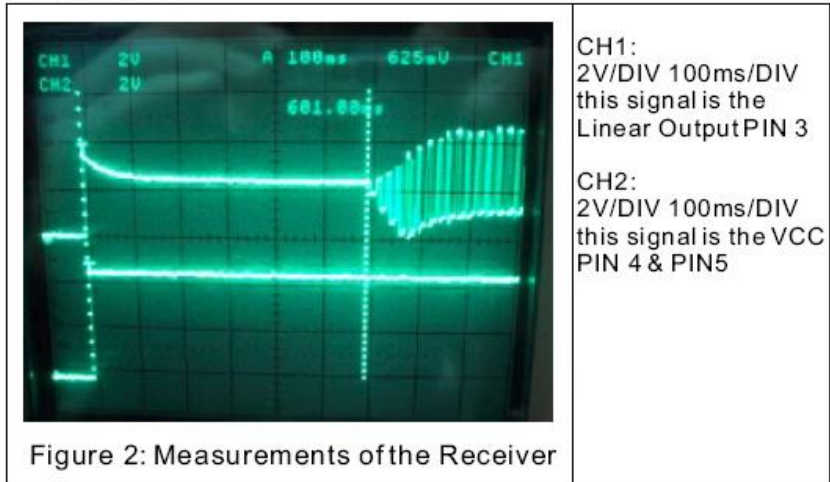 CH1 2V A 100ms 625mV CH1
CH2 2V
601.00ms
CH1:
2V/DIV 100ms/DIV
this signal is the
Linear Output PIN 3
CH2:
2V/DIV 100ms/DIV
this signal is the VCC
PIN 4 & PIN5
Figure 2: Measurements of the Receiver